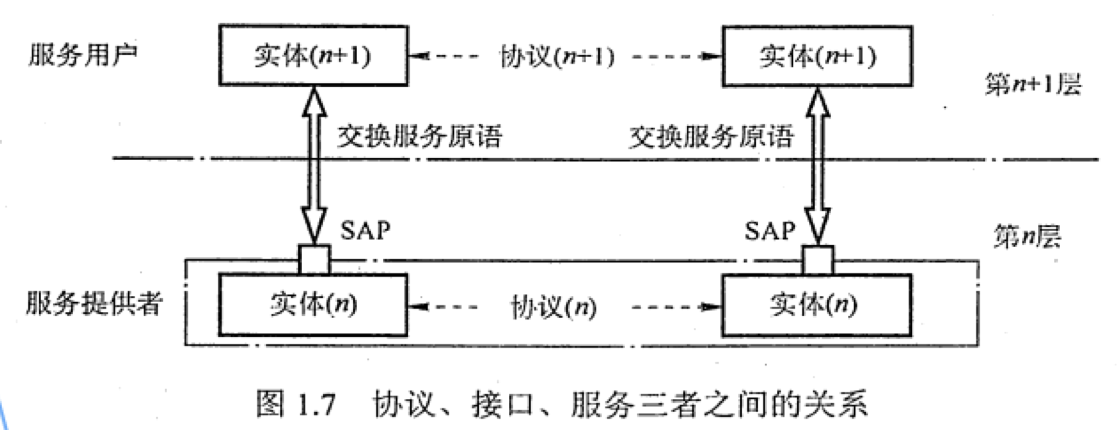 服务用户
实体(n+1)
协议(n+1)
实体(n+1)
第n+1层
交换服务原语
交换服务原语
SAP
SAP
第n层
服务提供者
实体(n)
协议(n)
实体(n)
图 1.7 协议、接口、服务三者之间的关系